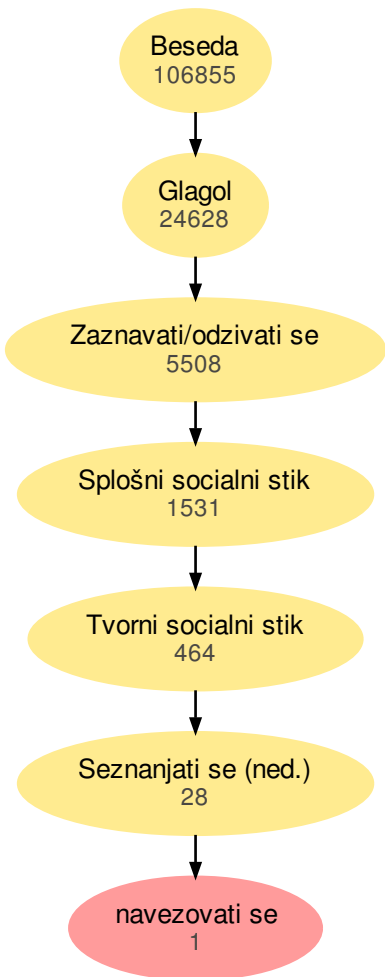 Beseda
106855
Glagol
24628
Zaznavati/odzivati se
5508
Splošni socialni stik
1531
Tvorni socialni stik
464
Seznanjati se (ned.)
28
navezovati se
1